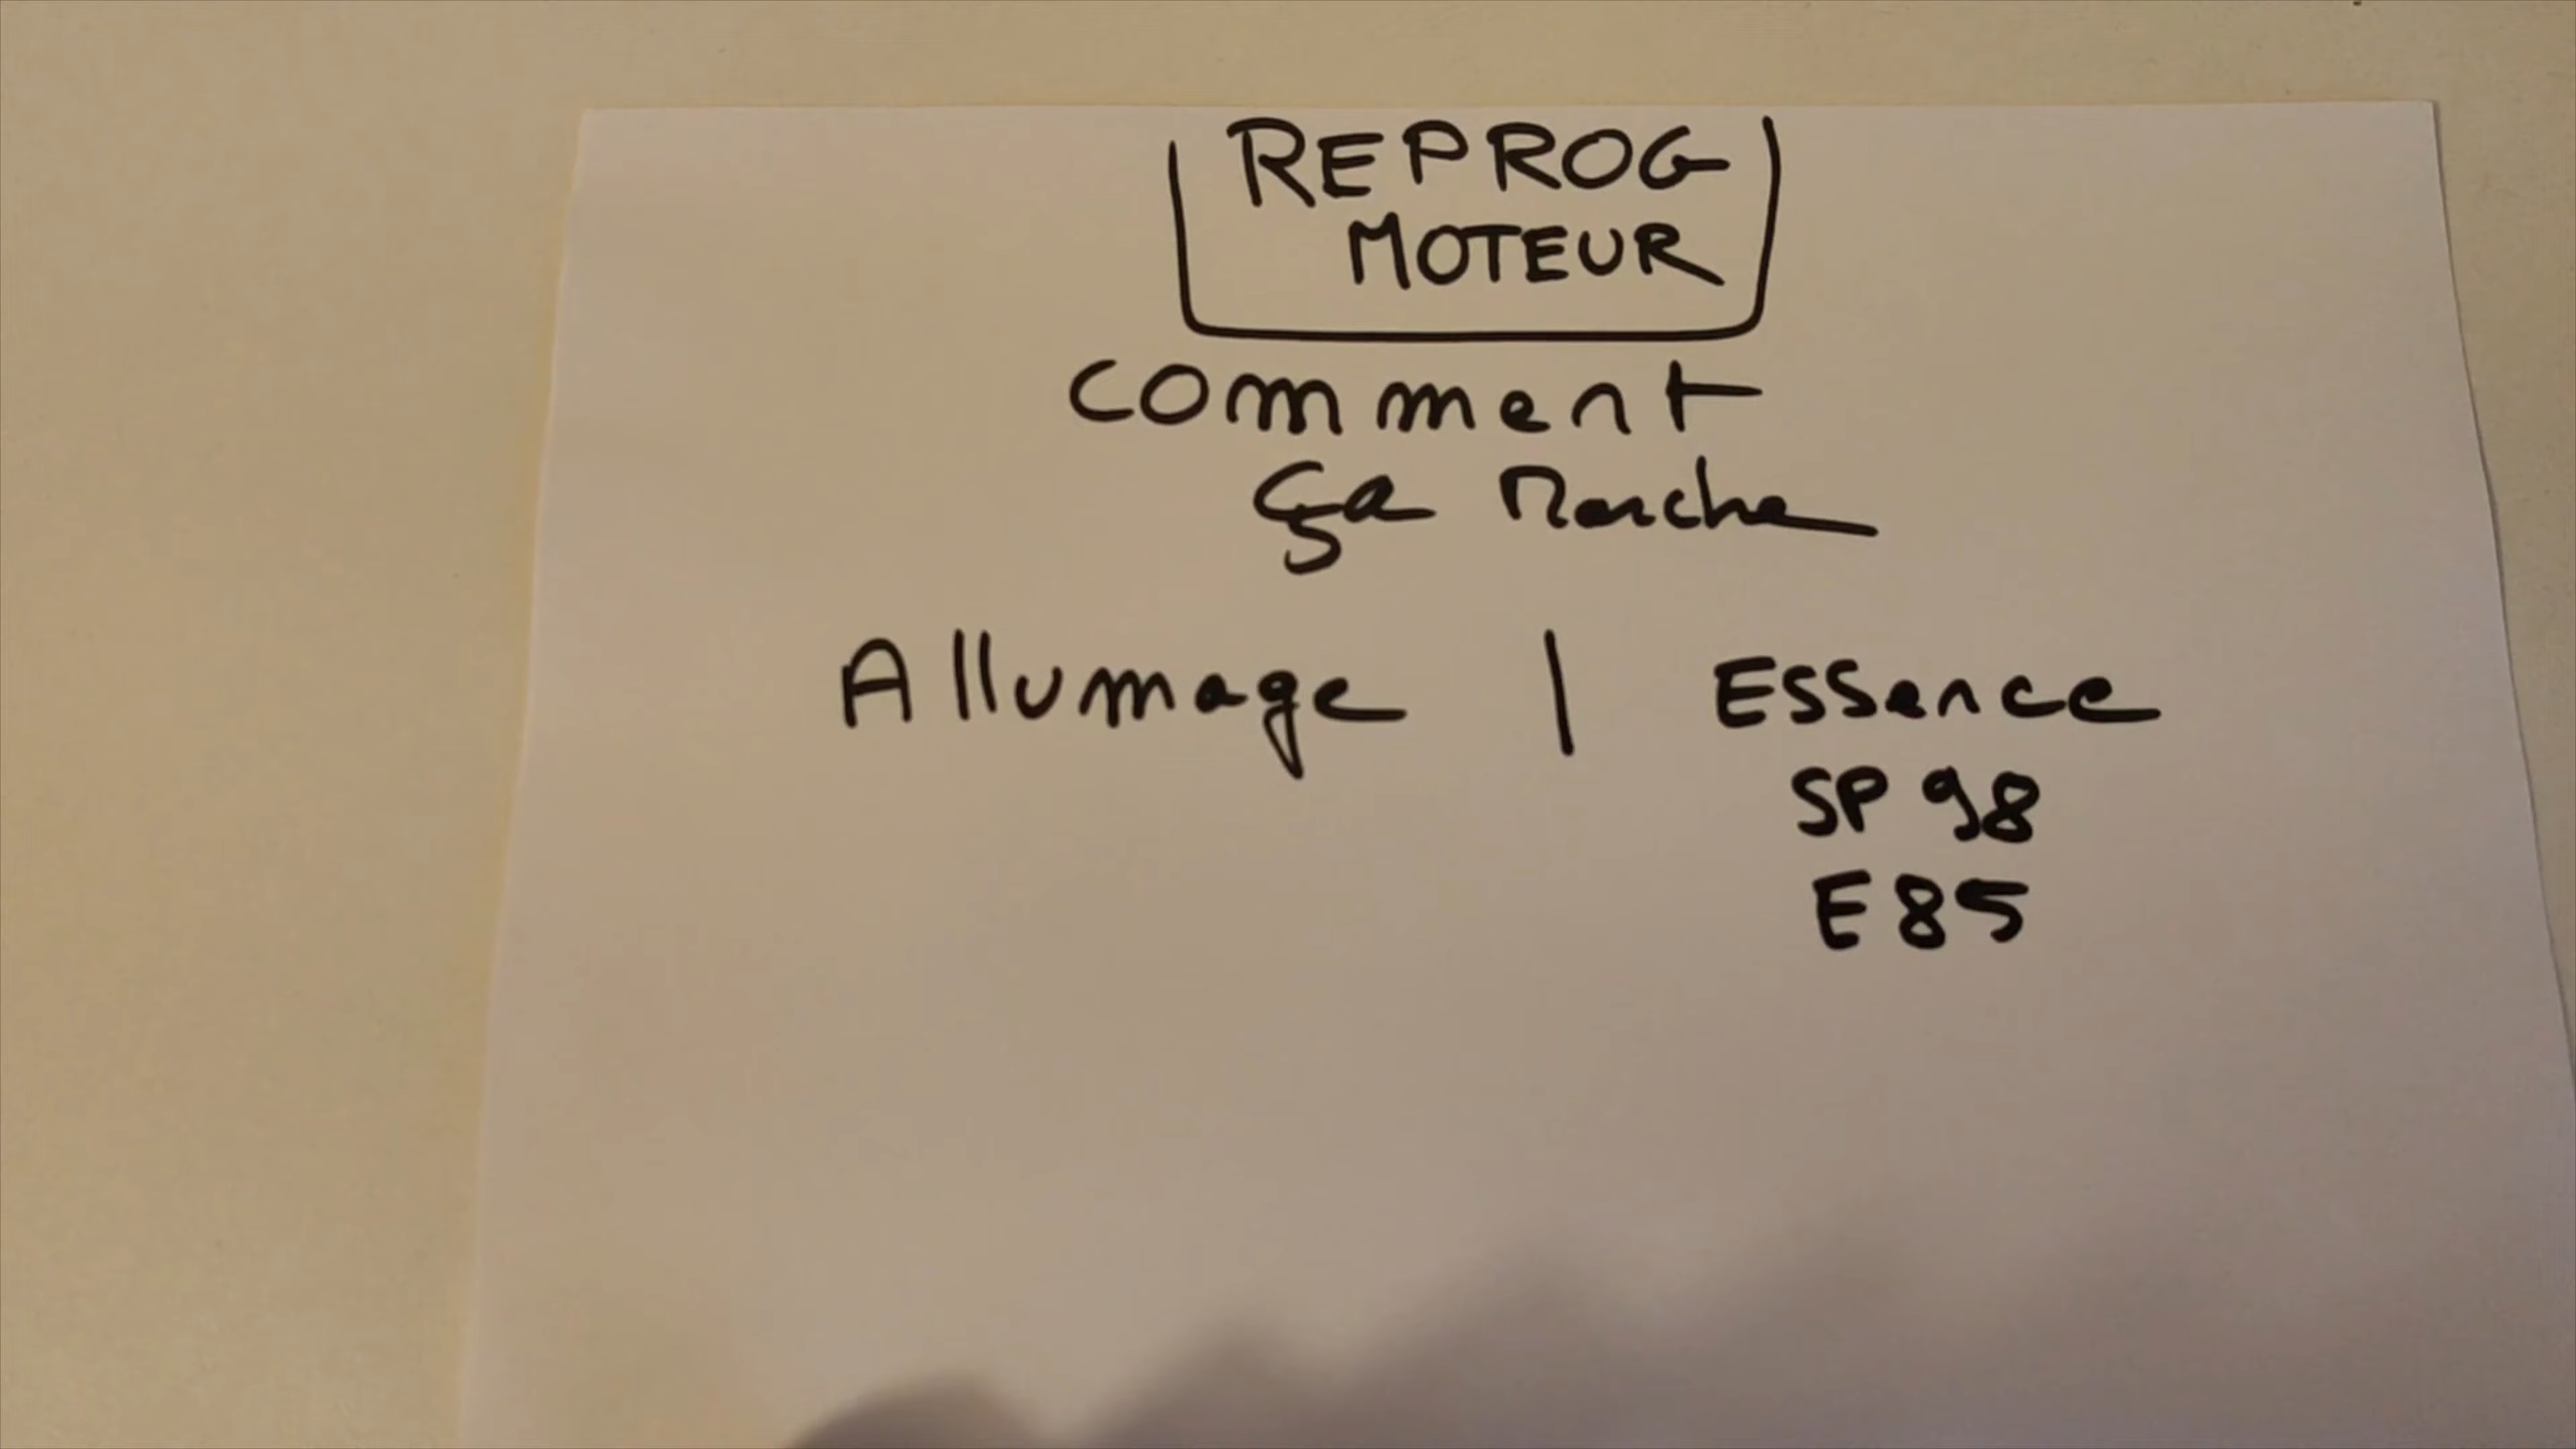 REPROG
MOTEUR
comment
ça Marche
Allumage | Essence
SP 98
E85